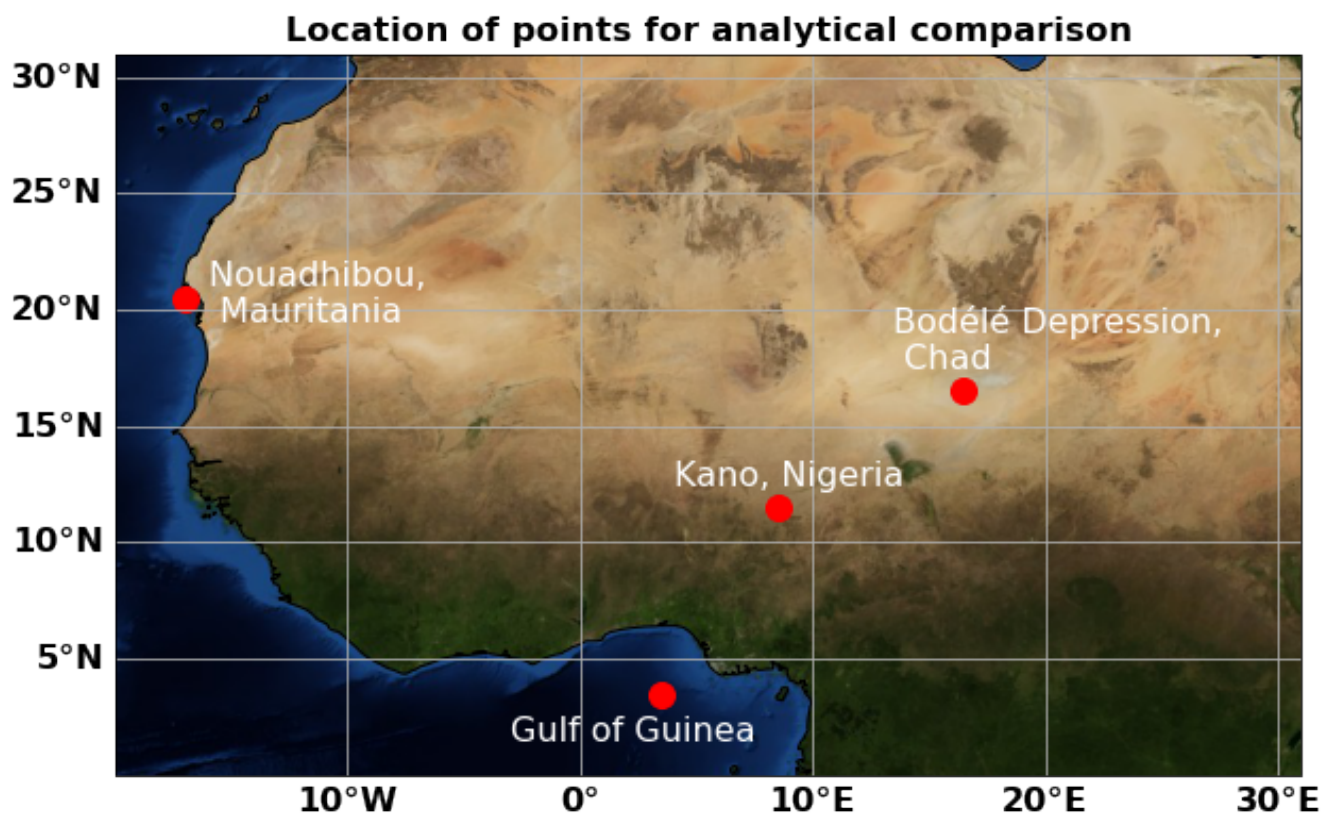 Location of points for analytical comparison
30°N
25°N
Nouadhibou,
Mauritania
20°N
Bodélé Depression,
Chad
15°N
Kano, Nigeria
10°N
5°N
Gulf of Guinea
10°W 0° 10°E 20°E 30°E